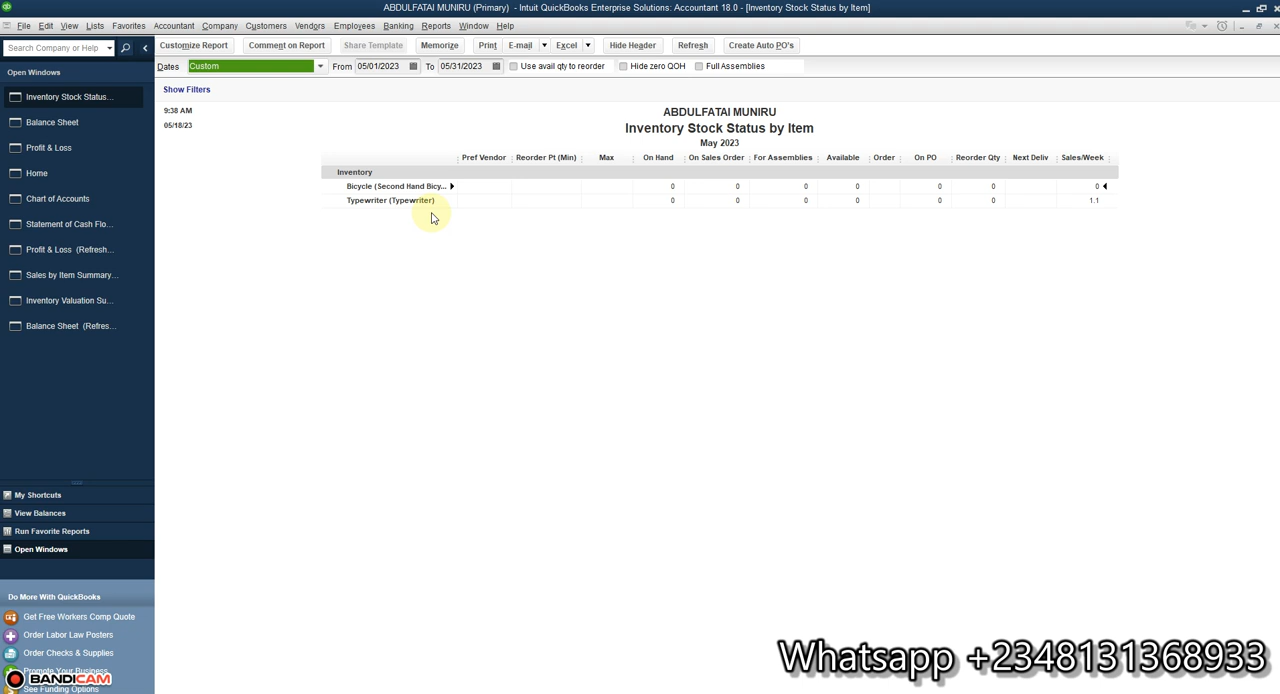 ABDULFATAI MUNIRU (Primary) - Intuit QuickBooks Enterprise Solutions: Accountant 18.0 - [Inventory Stock Status by Item]
File Edit View Lists Favorites Accountant Company Customers Vendors Employees Banking Reports Window Help
Search Company or Help
Customize Report Comment on Report Share Template Memorize Print E-mail Excel Hide Header Refresh Create Auto PO's
Dates Custom From 05/01/2023 To 05/31/2023 Use avail qty to reorder Hide zero QOH Full Assemblies
Show Filters
Open Windows
Inventory Stock Status...
Balance Sheet
Profit & Loss
Home
Chart of Accounts
Statement of Cash Flo...
Profit & Loss (Refresh...
Sales by Item Summary...
Inventory Valuation Su...
Balance Sheet (Refres...
My Shortcuts
View Balances
Run Favorite Reports
Open Windows
Do More With QuickBooks
Get Free Workers Comp Quote
Order Labor Law Posters
Order Checks & Supplies
Promote Your Business
See Funding Options
BANDICAM
9:38 AM
05/18/23
ABDULFATAI MUNIRU
Inventory Stock Status by Item
May 2023
Pref Vendor Reorder Pt (Min) Max On Hand On Sales Order For Assemblies Available Order On PO Reorder Qty Next Deliv Sales/Week
Inventory
Bicycle (Second Hand Bicy... 0 0 0 0 0 0 0
Typewriter (Typewriter) 0 0 0 0 0 0 1.1
Whatsapp +2348131368933